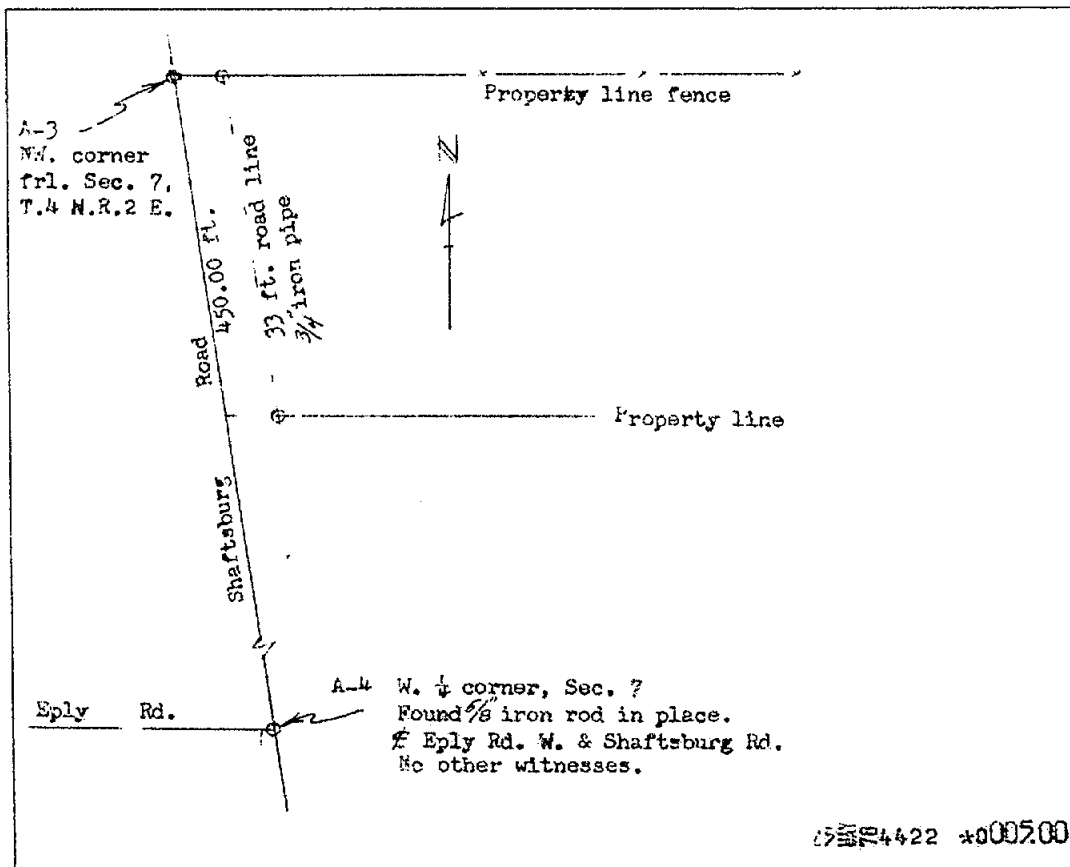 Property line fence
A-3
NW. corner
frl. Sec. 7,
T.4 N.R.2 E.
N
450.00 ft.
33 ft. road line
3/4" iron pipe
Road
Property line
Shaftsburg
A-4 W. ¼ corner, Sec. 7
Found 5/8" iron rod in place.
Eply Rd. W. & Shaftsburg Rd.
No other witnesses.
Eply Rd.
4422 *0005.00